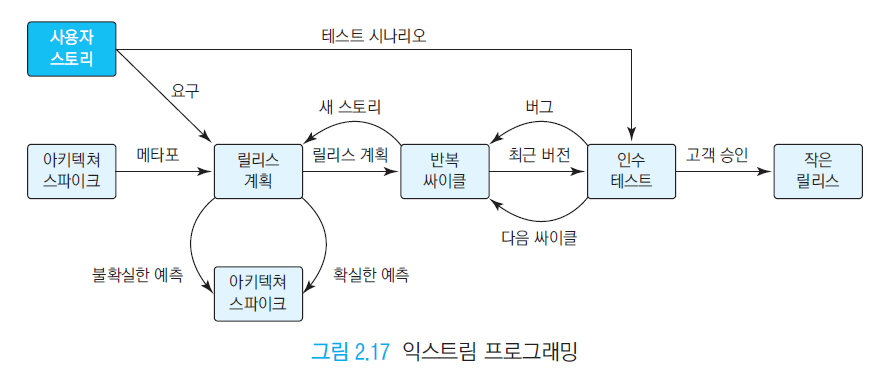 사용자
스토리
테스트 시나리오
요구
새 스토리
버그
아키텍쳐
스파이크
메타포
릴리스
계획
릴리스 계획
반복
싸이클
최근 버전
인수
테스트
고객 승인
작은
릴리스
다음 싸이클
불확실한 예측
아키텍쳐
스파이크
확실한 예측
그림 2.17 익스트림 프로그래밍